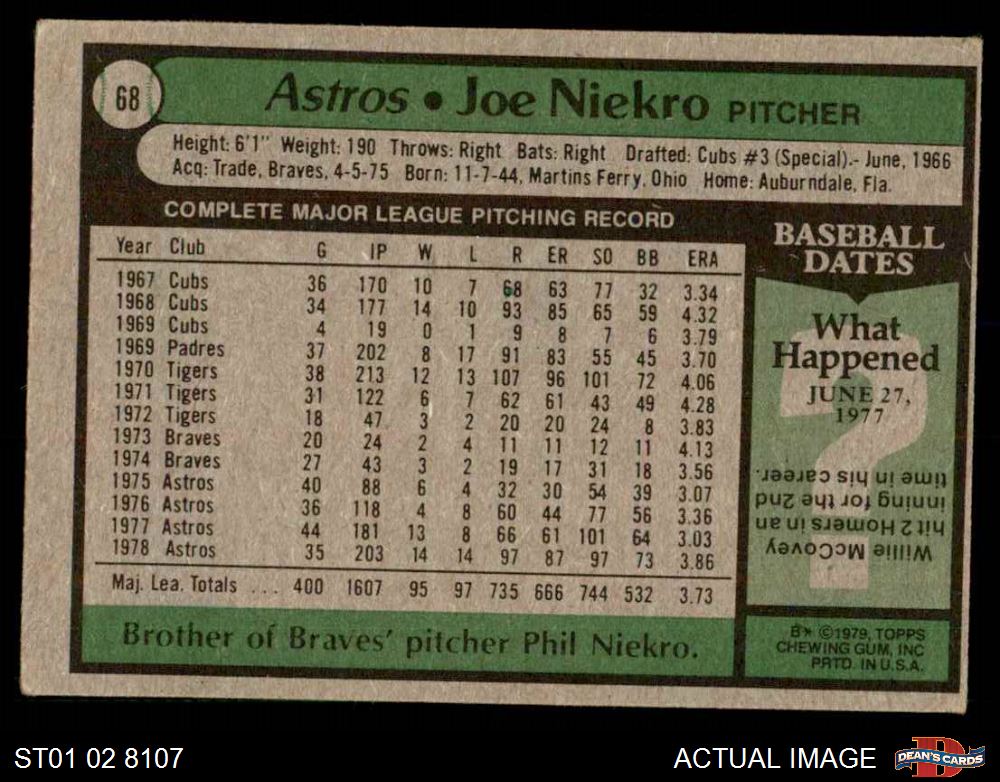 68
Astros • Joe Niekro PITCHER
Height: 6'1" Weight: 190 Throws: Right Bats: Right Drafted: Cubs #3 (Special).- June, 1966
Acq: Trade, Braves, 4-5-75 Born: 11-7-44, Martins Ferry, Ohio Home: Auburndale, Fla.
COMPLETE MAJOR LEAGUE PITCHING RECORD
Year Club G IP W L R ER SO BB ERA
1967 Cubs 36 170 10 7 68 63 77 32 3.34
1968 Cubs 34 177 14 10 93 85 65 59 4.32
1969 Cubs 4 19 0 1 9 8 7 6 3.79
1969 Padres 37 202 8 17 91 83 55 45 3.70
1970 Tigers 38 213 12 13 107 96 101 72 4.06
1971 Tigers 31 122 6 7 62 61 43 49 4.28
1972 Tigers 18 47 3 2 20 20 24 8 3.83
1973 Braves 20 24 2 4 11 11 12 11 4.13
1974 Braves 27 43 3 2 19 17 31 18 3.56
1975 Astros 40 88 6 4 32 30 54 39 3.07
1976 Astros 36 118 4 8 60 44 77 56 3.36
1977 Astros 44 181 13 8 66 61 101 64 3.03
1978 Astros 35 203 14 14 97 87 97 73 3.86
Maj. Lea. Totals ... 400 1607 95 97 735 666 744 532 3.73
Brother of Braves' pitcher Phil Niekro.
BASEBALL
DATES
What
Happened
JUNE 27,
1977
?
Willie McCovey
hit 2 Homers in an
inning for the 2nd
time in his career.
B* ©1979, TOPPS
CHEWING GUM, INC
PRTD. IN U.S.A.
ST01 02 8107
ACTUAL IMAGE
D
DEAN'S CARDS